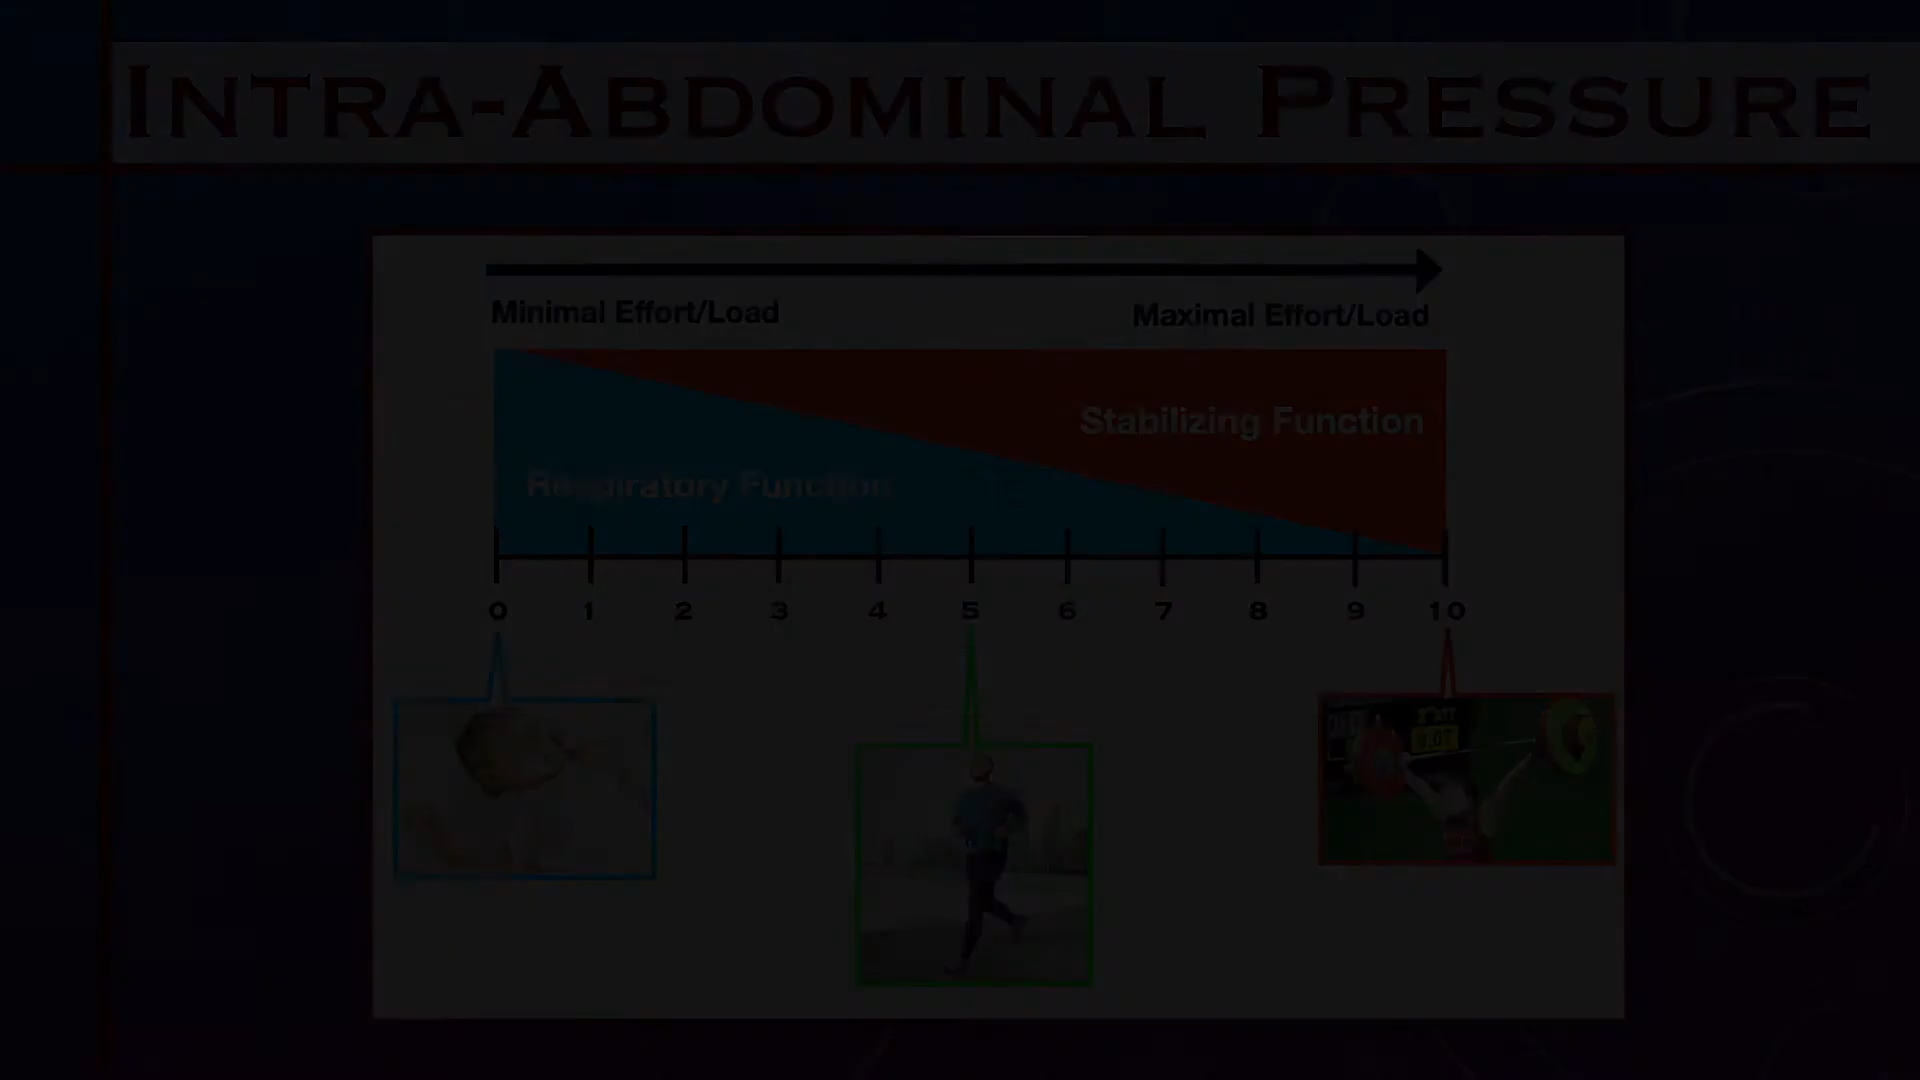 INTRA-ABDOMINAL PRESSURE
Minimal Effort/Load
Maximal Effort/Load
Stabilizing Function
Respiratory Function
0 1 2 3 4 5 6 7 8 9 10